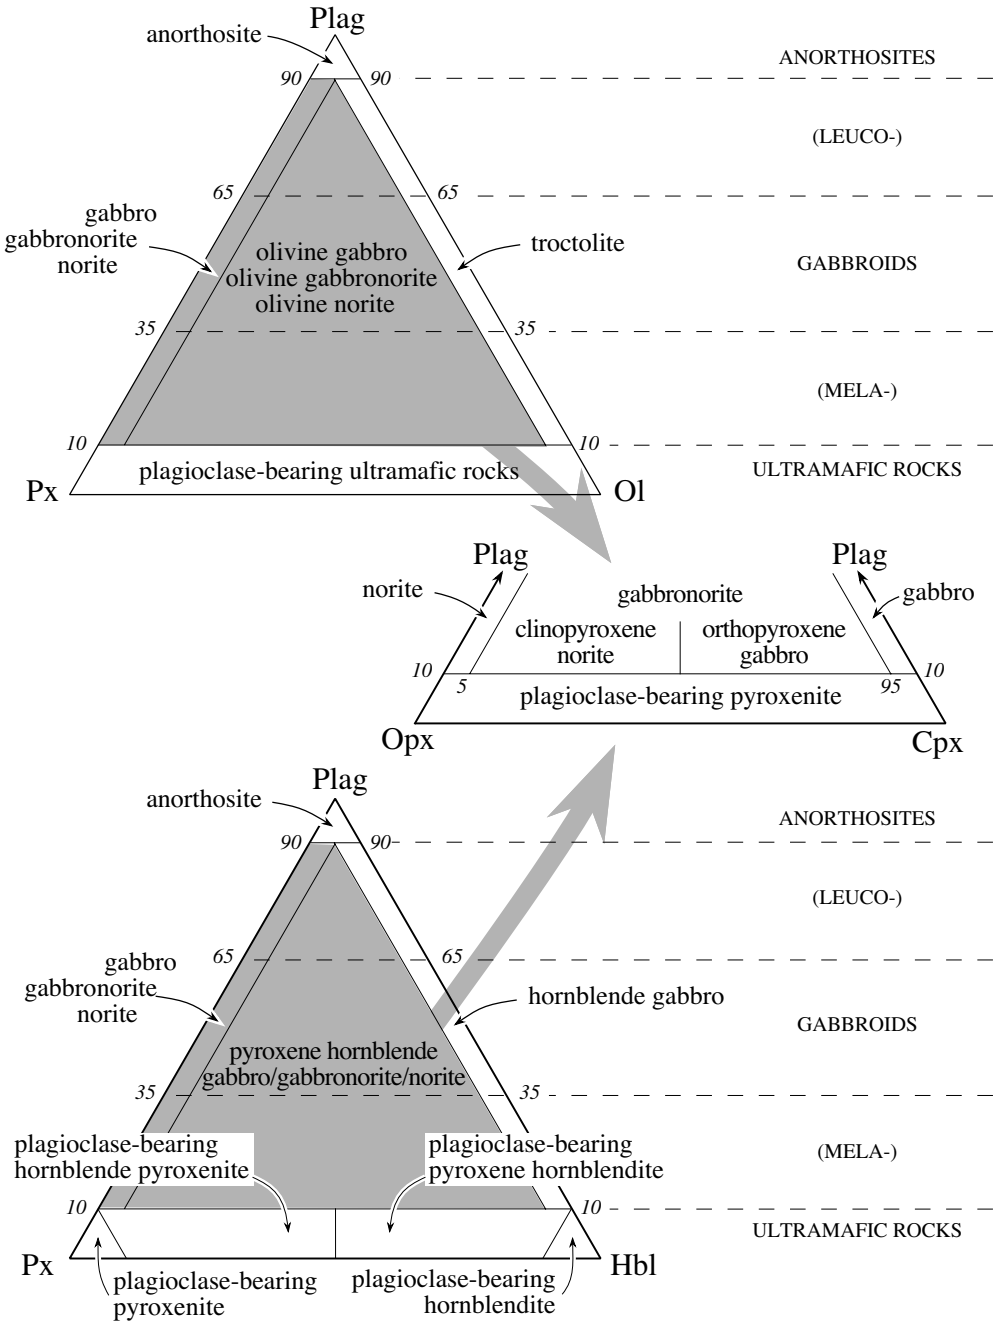 Plag
anorthosite
90
90
ANORTHOSITES
(LEUCO-)
65
65
gabbro
gabbronorite
norite
troctolite
olivine gabbro
olivine gabbronorite
olivine norite
GABBROIDS
35
35
(MELA-)
10
10
plagioclase-bearing ultramafic rocks
ULTRAMAFIC ROCKS
Px
Ol
Plag
Plag
norite
gabbro
gabbronorite
clinopyroxene
norite
orthopyroxene
gabbro
10
10
5
95
plagioclase-bearing pyroxenite
Opx
Cpx
Plag
anorthosite
90
90
ANORTHOSITES
(LEUCO-)
65
65
gabbro
gabbronorite
norite
hornblende gabbro
GABBROIDS
pyroxene hornblende
gabbro/gabbronorite/norite
35
35
plagioclase-bearing
hornblende pyroxenite
plagioclase-bearing
pyroxene hornblendite
(MELA-)
10
10
ULTRAMAFIC ROCKS
Px
Hbl
plagioclase-bearing
pyroxenite
plagioclase-bearing
hornblendite